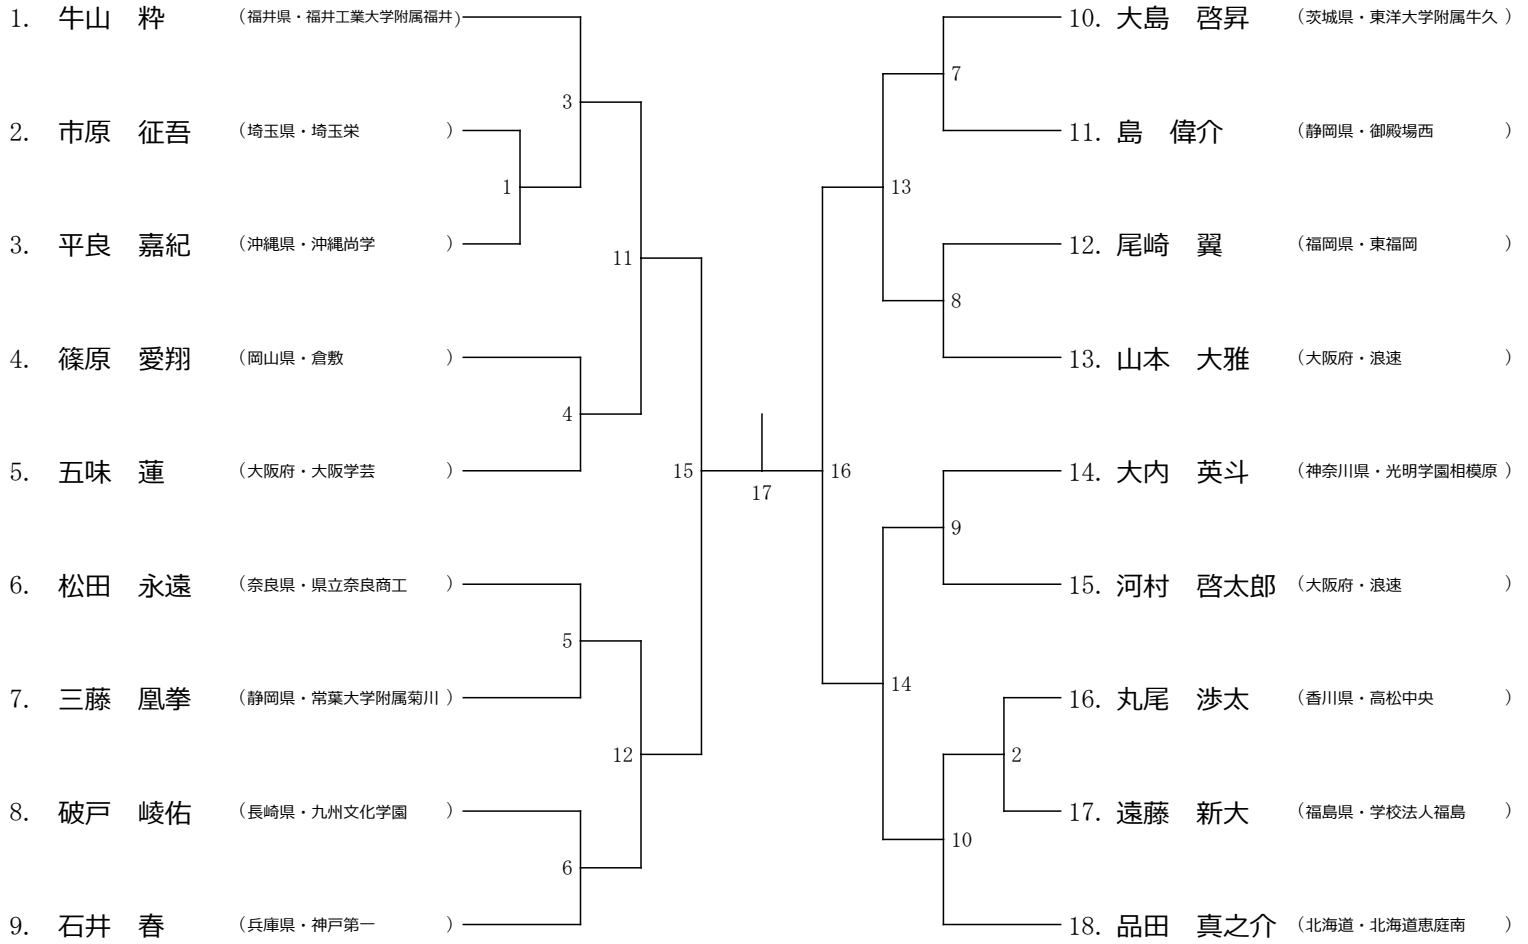 1. 牛山　粋 （福井県・福井工業大学附属福井）
2. 市原　征吾 （埼玉県・埼玉栄）
3. 平良　嘉紀 （沖縄県・沖縄尚学）
4. 篠原　愛翔 （岡山県・倉敷）
5. 五味　蓮 （大阪府・大阪学芸）
6. 松田　永遠 （奈良県・県立奈良商工）
7. 三藤　凰拳 （静岡県・常葉大学附属菊川）
8. 破戸　崚佑 （長崎県・九州文化学園）
9. 石井　春 （兵庫県・神戸第一）
3
1
11
4
15
5
12
6
17
7
13
8
16
9
14
2
10
10. 大島　啓昇 （茨城県・東洋大学附属牛久）
11. 島　偉介 （静岡県・御殿場西）
12. 尾崎　翼 （福岡県・東福岡）
13. 山本　大雅 （大阪府・浪速）
14. 大内　英斗 （神奈川県・光明学園相模原）
15. 河村　啓太郎 （大阪府・浪速）
16. 丸尾　渉太 （香川県・高松中央）
17. 遠藤　新大 （福島県・学校法人福島）
18. 品田　真之介 （北海道・北海道恵庭南）